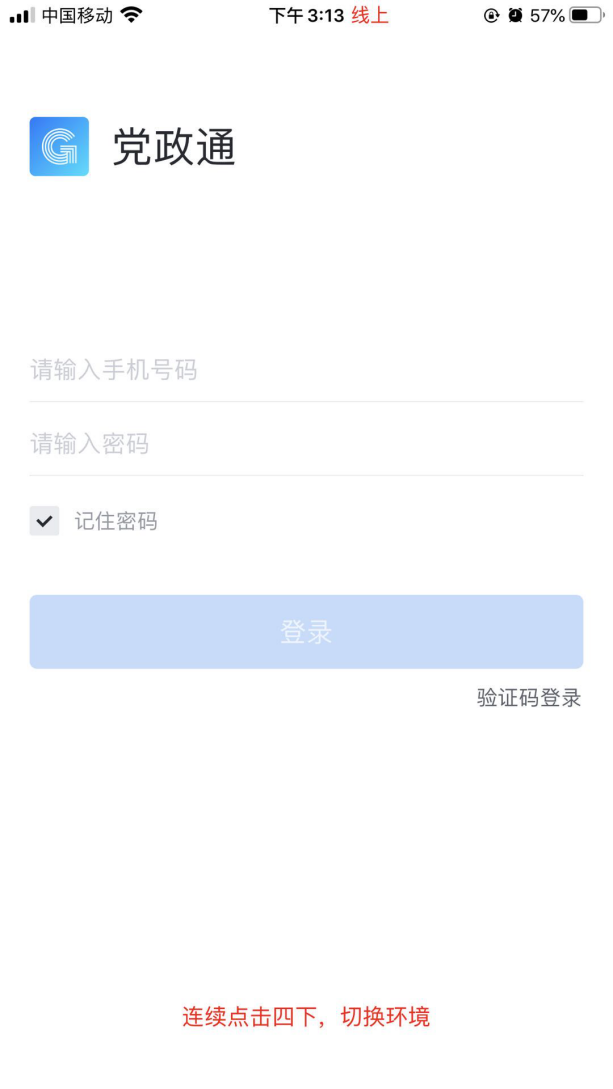 中国移动 下午 3:13 线上 57%
党政通
请输入手机号码
请输入密码
记住密码
登录
验证码登录
连续点击四下，切换环境